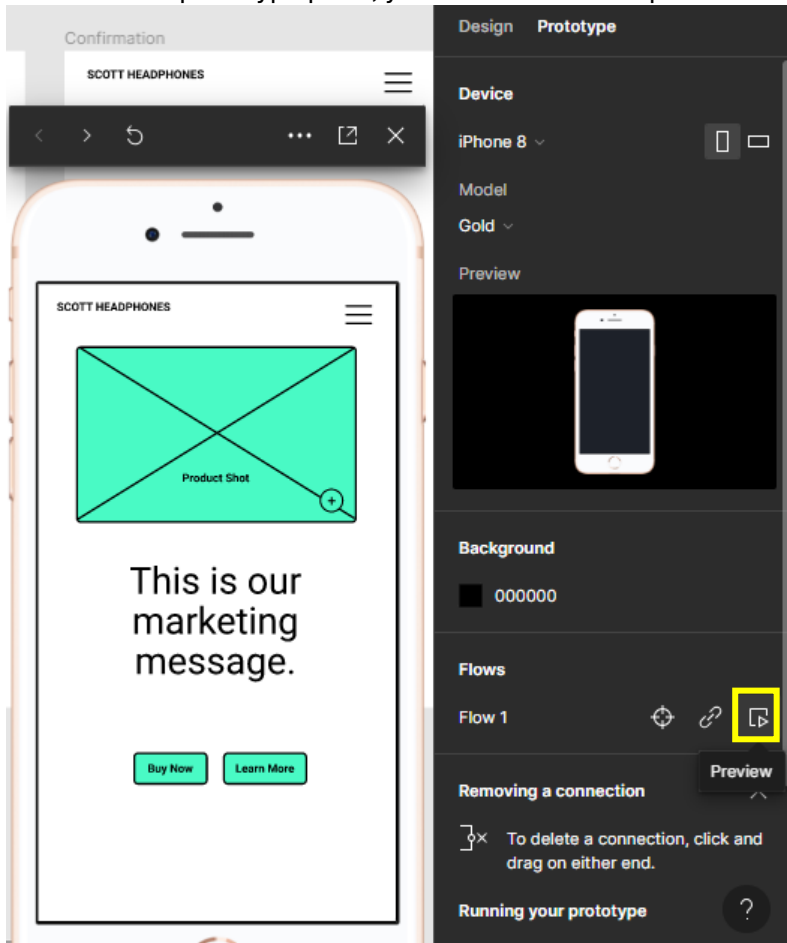 Confirmation
SCOTT HEADPHONES
SCOTT HEADPHONES
Product Shot
This is our
marketing
message.
Buy Now Learn More
Design Prototype
Device
iPhone 8
Model
Gold
Preview
Background
000000
Flows
Flow 1
Preview
Removing a connection
To delete a connection, click and
drag on either end.
Running your prototype
?